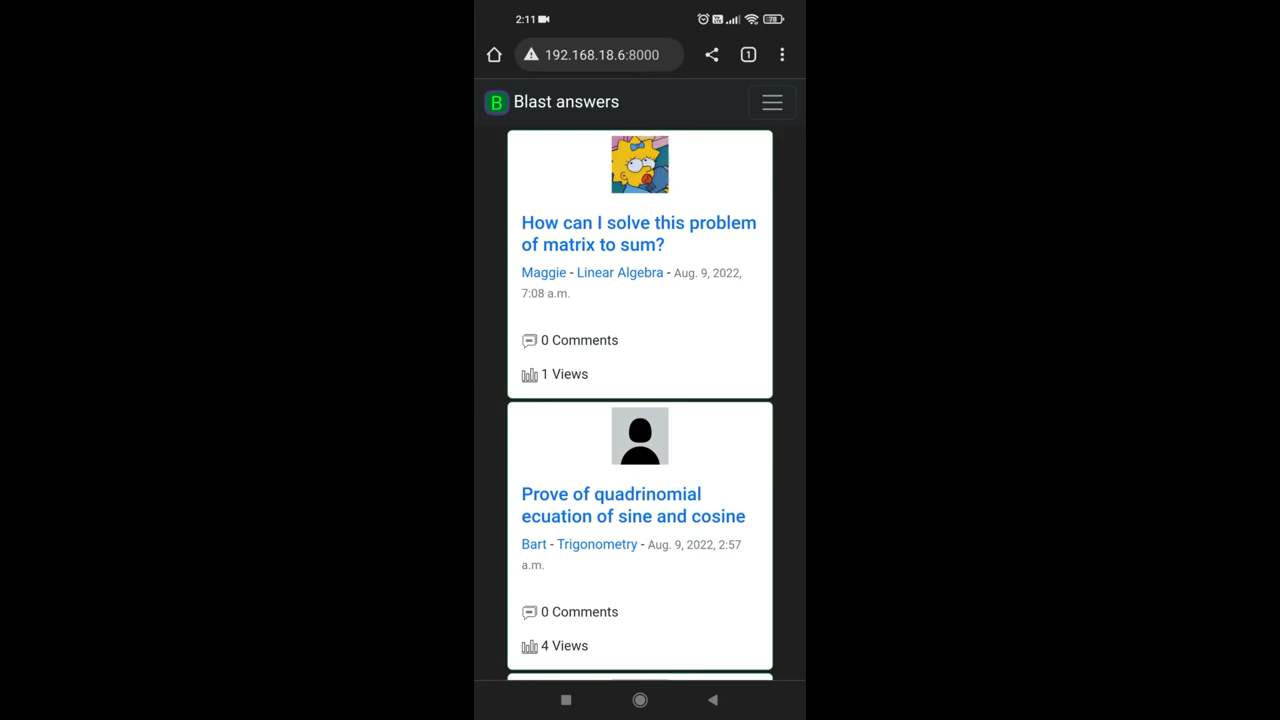 2:11
78
192.168.18.6:8000
1
B Blast answers
How can I solve this problem
of matrix to sum?
Maggie - Linear Algebra - Aug. 9, 2022,
7:08 a.m.
0 Comments
1 Views
Prove of quadrinomial
ecuation of sine and cosine
Bart - Trigonometry - Aug. 9, 2022, 2:57
a.m.
0 Comments
4 Views